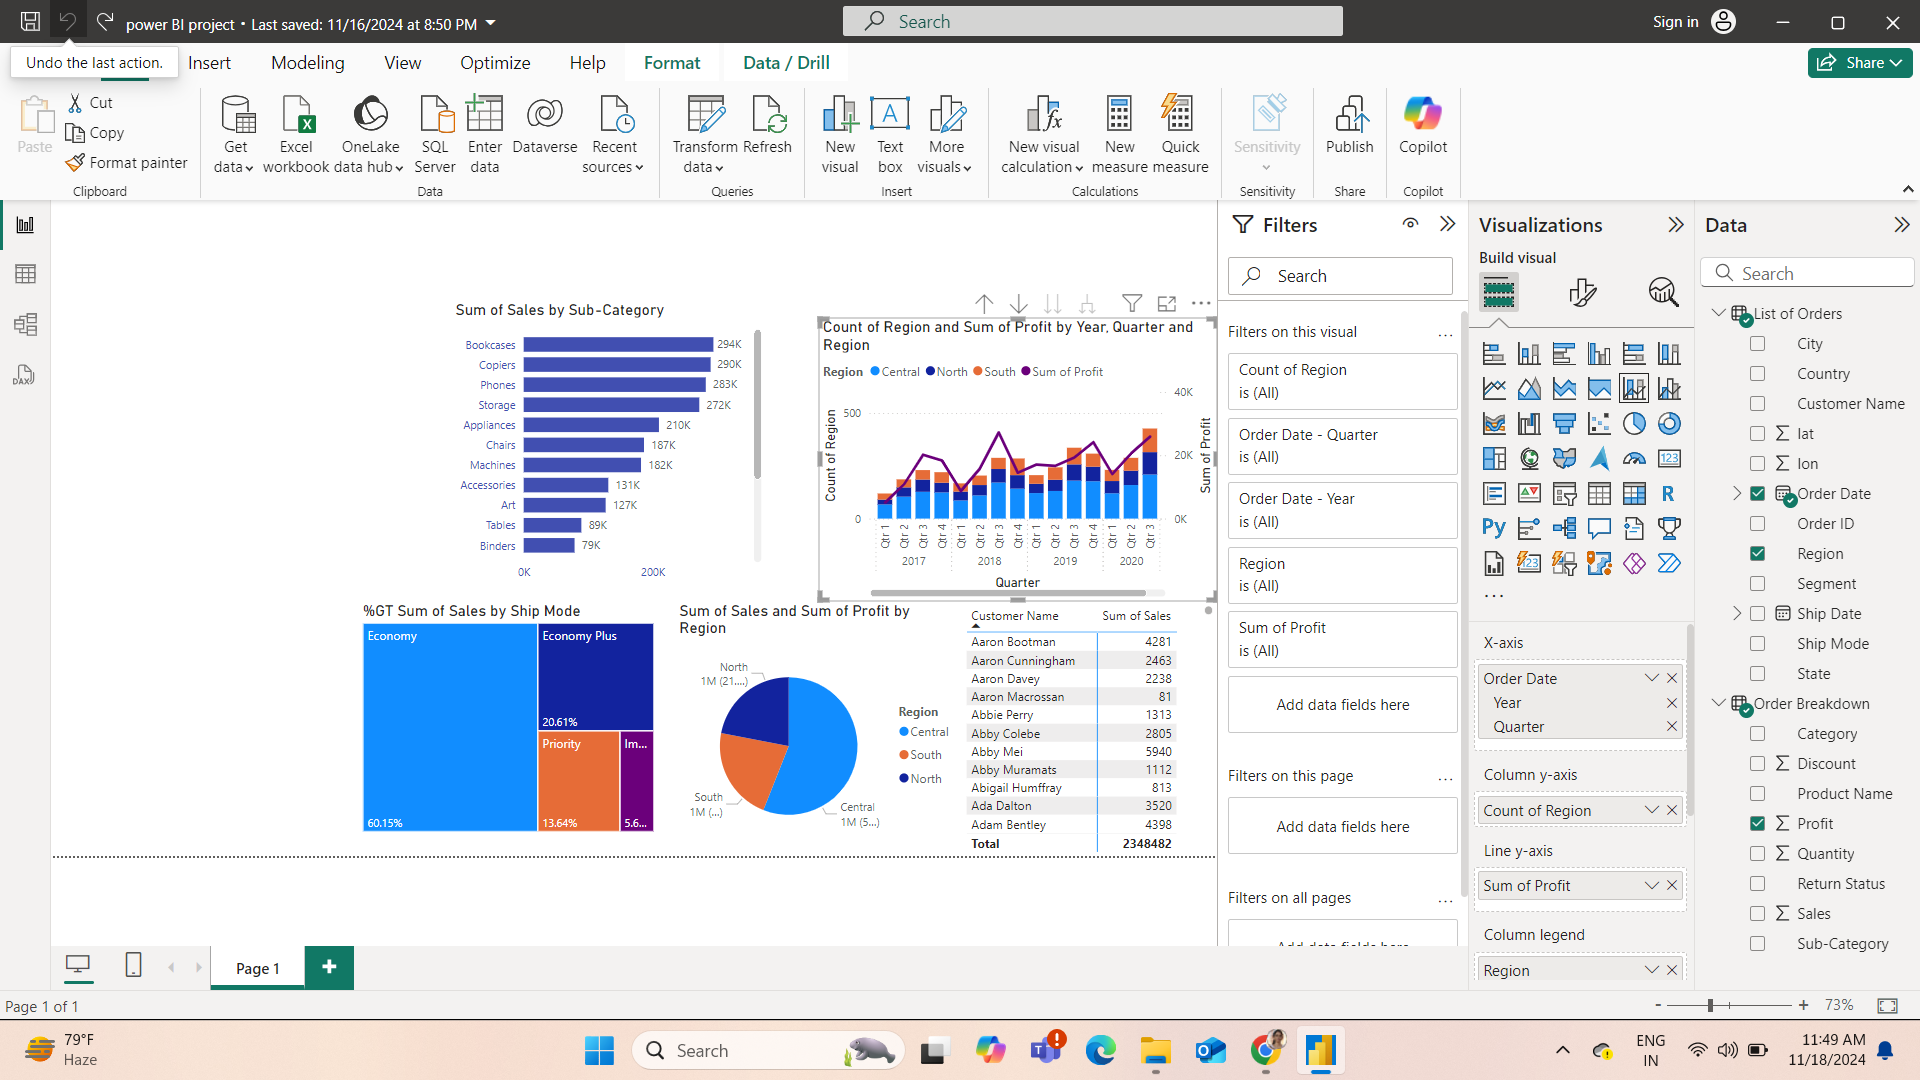 power BI project • Last saved: 11/16/2024 at 8:50 PM
Search
Sign in
Undo the last action.
Insert
Modeling
View
Optimize
Help
Format
Data / Drill
Share
Paste
Cut
Copy
Format painter
Clipboard
Get data
Excel workbook
OneLake data hub
SQL Server
Enter data
Dataverse
Recent sources
Data
Transform data
Refresh
Queries
New visual
Text box
More visuals
Insert
New visual calculation
New measure
Quick measure
Calculations
Sensitivity
Sensitivity
Publish
Share
Copilot
Copilot
Sum of Sales by Sub-Category
Bookcases 294K
Copiers 290K
Phones 283K
Storage 272K
Appliances 210K
Chairs 187K
Machines 182K
Accessories 131K
Art 127K
Tables 89K
Binders 79K
0K 200K
Count of Region and Sum of Profit by Year, Quarter and
Region
Region Central North South Sum of Profit
Count of Region
500
0
40K
20K
0K
Sum of Profit
Qtr 1 Qtr 2 Qtr 3 Qtr 4 Qtr 1 Qtr 2 Qtr 3 Qtr 4 Qtr 1 Qtr 2 Qtr 3 Qtr 4 Qtr 1 Qtr 2 Qtr 3
2017 2018 2019 2020
Quarter
%GT Sum of Sales by Ship Mode
Economy
60.15%
Economy Plus
20.61%
Priority
13.64%
Im...
5.6...
Sum of Sales and Sum of Profit by
Region
North
1M (21....)
South
1M (...)
Central
1M (5...)
Region
Central
South
North
Customer Name Sum of Sales
Aaron Bootman 4281
Aaron Cunningham 2463
Aaron Davey 2238
Aaron Macrossan 81
Abbie Perry 1313
Abby Colebe 2805
Abby Mei 5940
Abby Muramats 1112
Abigail Humffray 813
Ada Dalton 3520
Adam Bentley 4398
Total 2348482
Filters
Search
Filters on this visual
Count of Region
is (All)
Order Date - Quarter
is (All)
Order Date - Year
is (All)
Region
is (All)
Sum of Profit
is (All)
Add data fields here
Filters on this page
Add data fields here
Filters on all pages
Visualizations
Build visual
123
R
Py
123
X-axis
Order Date
Year
Quarter
Column y-axis
Count of Region
Line y-axis
Sum of Profit
Column legend
Region
Data
Search
List of Orders
City
Country
Customer Name
lat
lon
Order Date
Order ID
Region
Segment
Ship Date
Ship Mode
State
Order Breakdown
Category
Discount
Product Name
Profit
Quantity
Return Status
Sales
Sub-Category
DAX
Page 1
Page 1 of 1
- + 73%
79°F
Haze
Search
ENG
IN
11:49 AM
11/18/2024